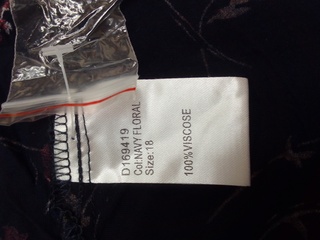 D169419
Col:NAVY FLORAL
Size:18
100%VISCOSE